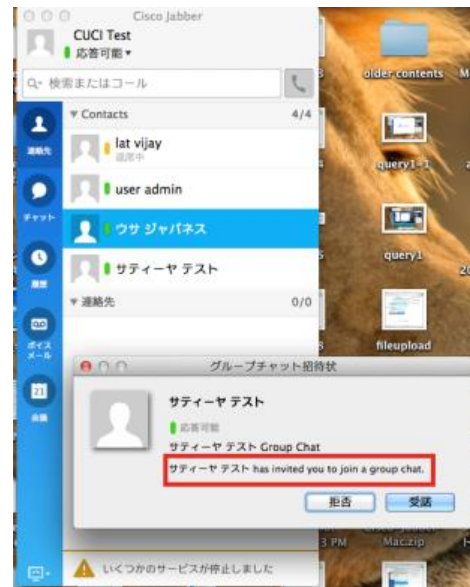 Cisco Jabber
CUCI Test
応答可能▼
検索またはコール
Contacts 4/4
lat vijay
退席中
user admin
ウサ ジャパネス
サティーヤ テスト
連絡先 0/0
連絡先
チャット
履歴
ボイス
メール
21
会議
older contents
query1-1
query1
fileupload
グループチャット招待状
サティーヤ テスト
応答可能
サティーヤ テスト Group Chat
サティーヤ テスト has invited you to join a group chat.
拒否 受諾
3 PM
Mac.zip
いくつかのサービスが停止しました